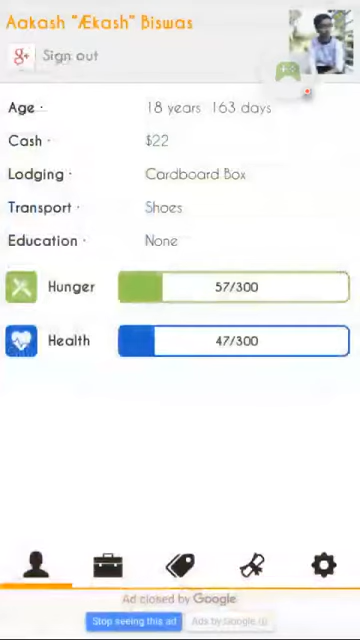 Aakash "Ækash" Biswas
g+ Sign out
Age · 18 years 163 days
Cash · $22
Lodging · Cardboard Box
Transport · Shoes
Education · None
Hunger 57/300
Health 47/300
Ad closed by Google
Stop seeing this ad Ads by Google